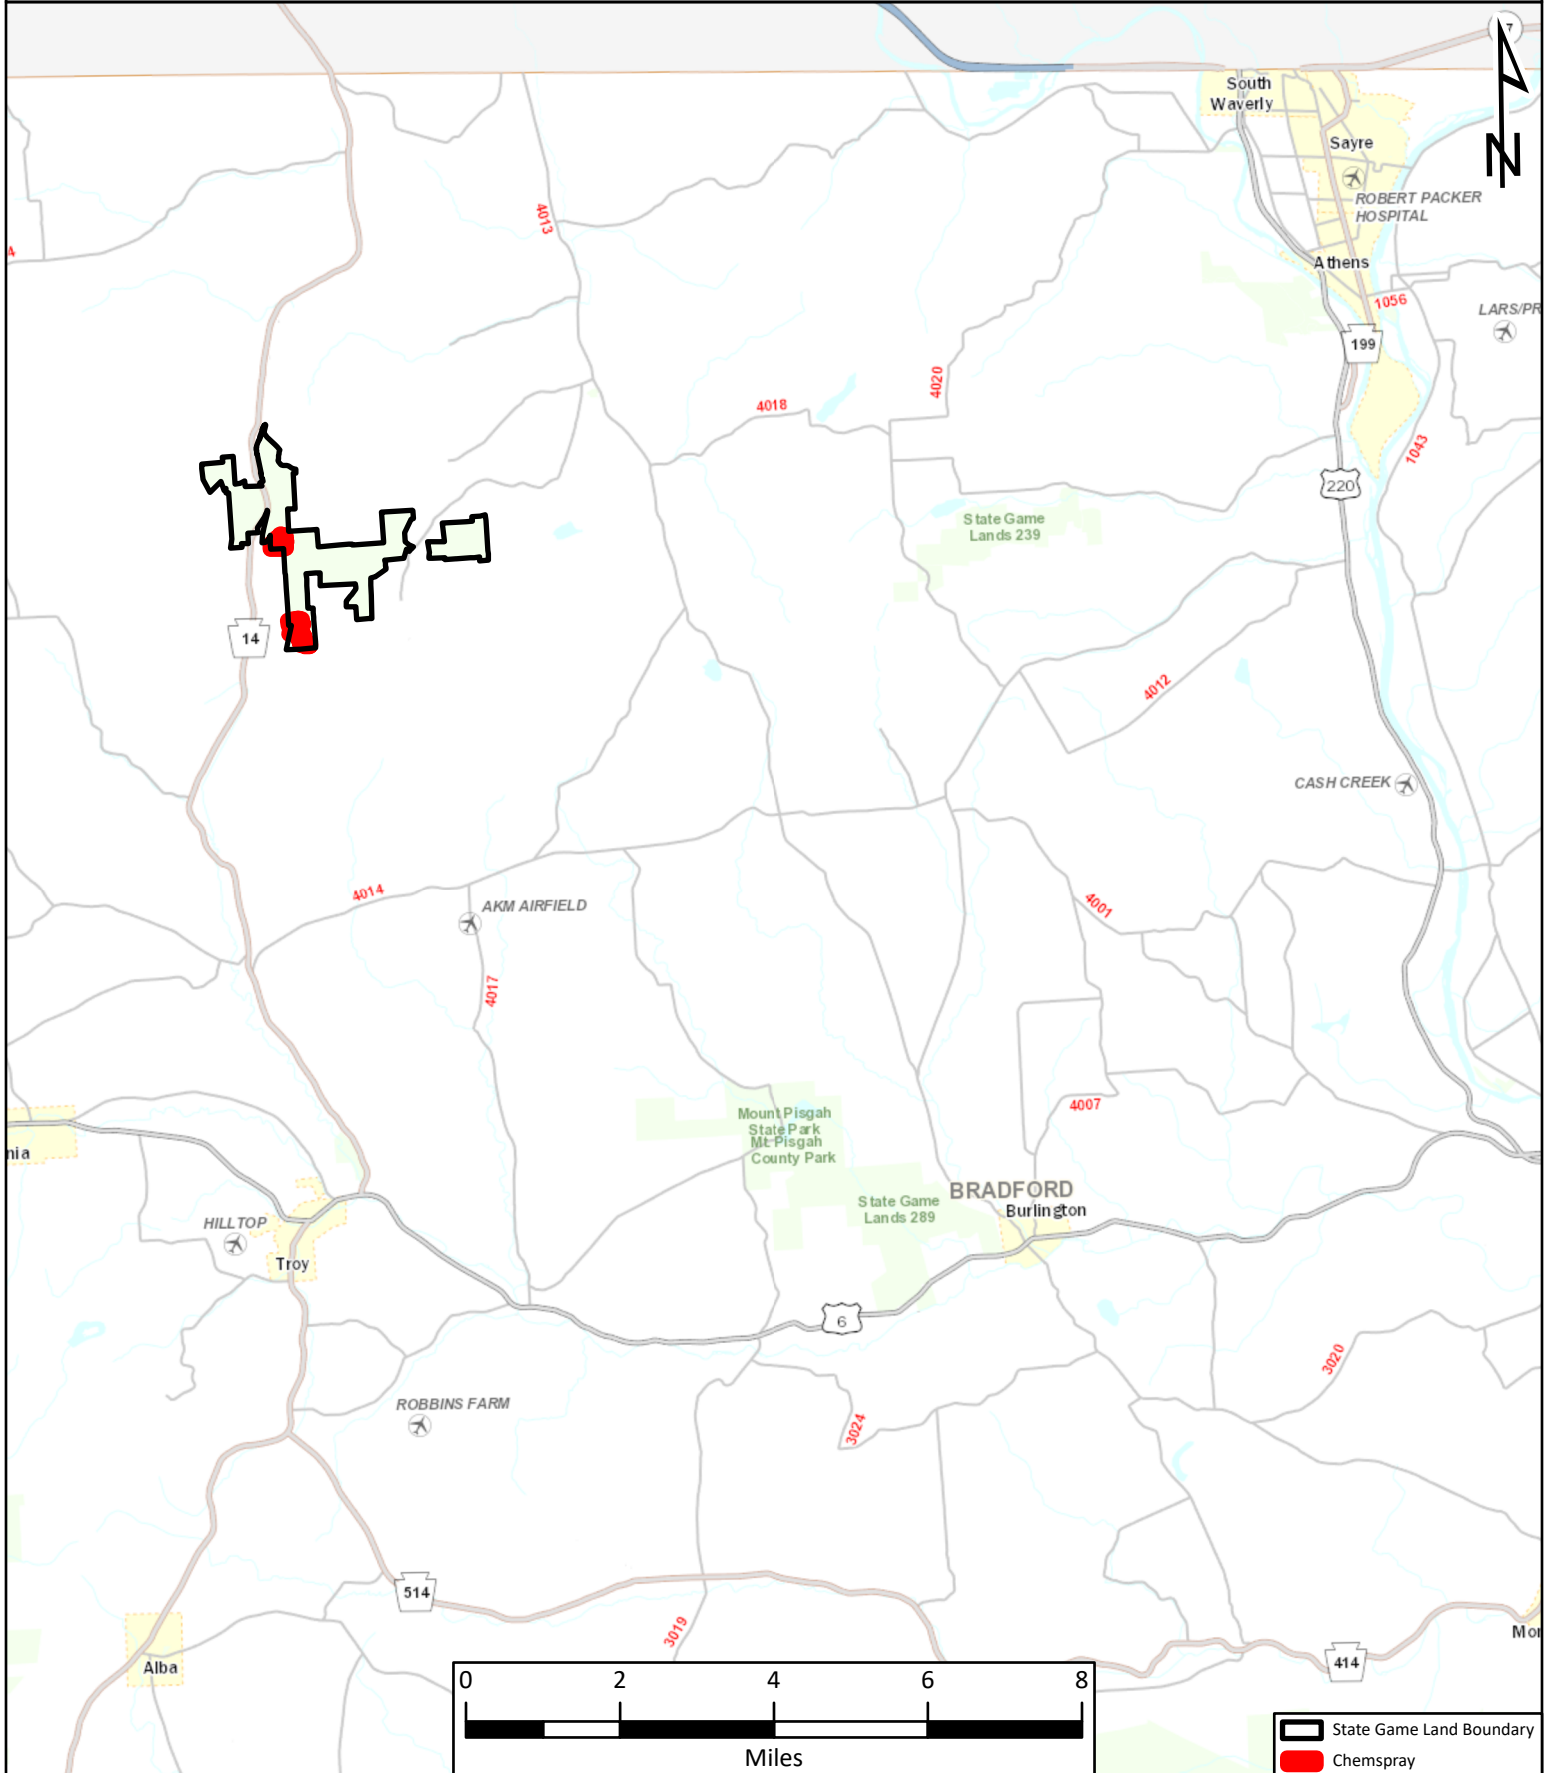 7
South
Waverly
Sayre
N
ROBERT PACKER
HOSPITAL
4013
4
Athens
1056
LARS/PR
199
4020
4018
1043
220
State Game
Lands 239
14
4012
CASH CREEK
4014
AKM AIRFIELD
4001
4017
Mount Pisgah
State Park
Mt. Pisgah
County Park
4007
nia
State Game
Lands 289
BRADFORD
Burlington
HILLTOP
Troy
6
3020
ROBBINS FARM
3024
514
3019
Mor
414
Alba
0 2 4 6 8
Miles
State Game Land Boundary
Chemspray